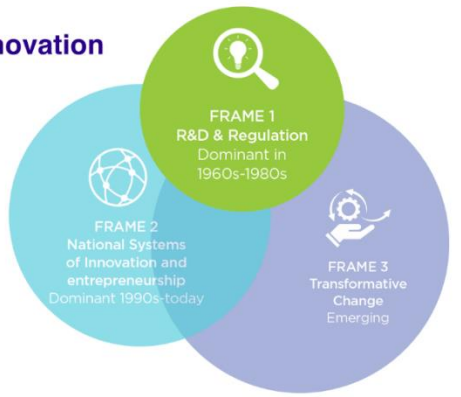 novation
FRAME 1
R&D & Regulation
Dominant in
1960s-1980s
FRAME 2
National Systems
of Innovation and
entrepreneurship
Dominant 1990s-today
FRAME 3
Transformative
Change
Emerging